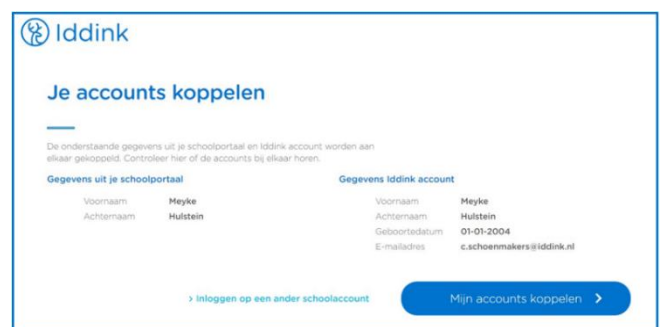 Iddink
Je accounts koppelen
De onderstaande gegevens uit je schoolportaal en Iddink account worden aan
elkaar gekoppeld. Controleer hier of de accounts bij elkaar horen.
Gegevens uit je schoolportaal
Voornaam Meyke
Achternaam Hulstein
Gegevens Iddink account
Voornaam Meyke
Achternaam Hulstein
Geboortedatum 01-01-2004
E-mailadres c.schoenmakers@iddink.nl
> Inloggen op een ander schoolaccount
Mijn accounts koppelen >